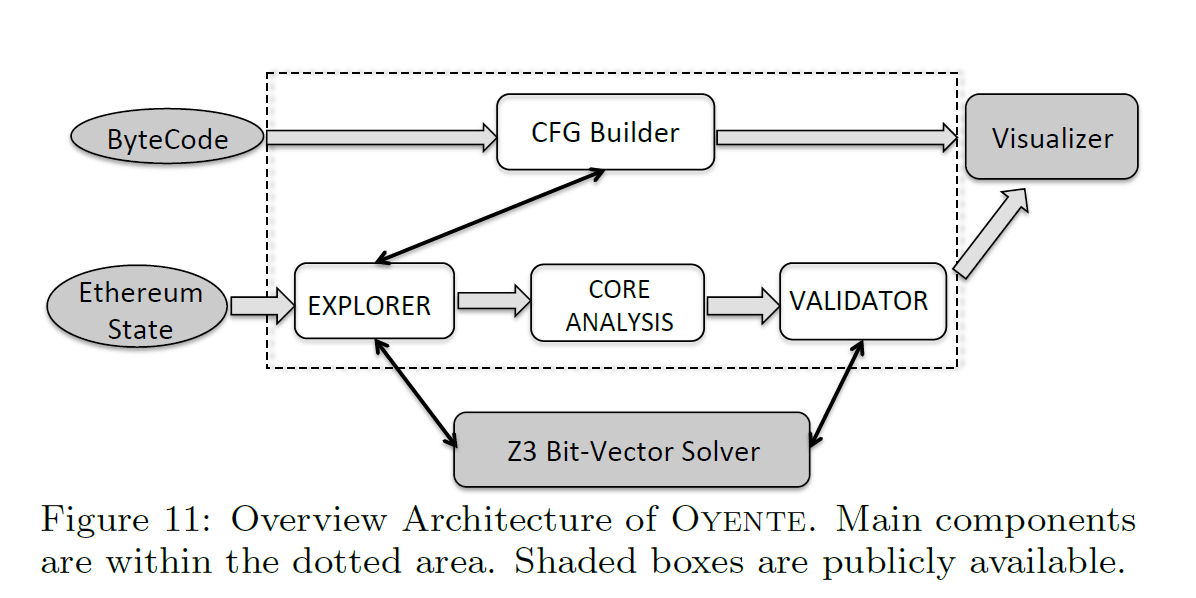 ByteCode
CFG Builder
Visualizer
Ethereum
State
EXPLORER
CORE
ANALYSIS
VALIDATOR
Z3 Bit-Vector Solver
Figure 11: Overview Architecture of OYENTE. Main components
are within the dotted area. Shaded boxes are publicly available.